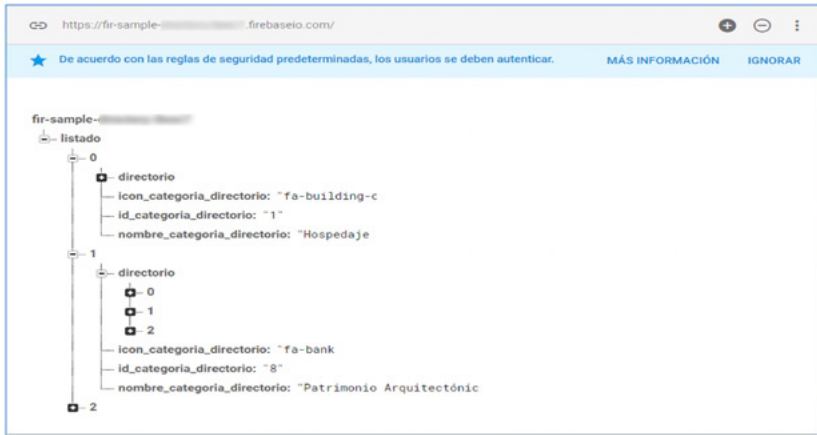 https://fir-sample- .firebaseio.com/
De acuerdo con las reglas de seguridad predeterminadas, los usuarios se deben autenticar. MÁS INFORMACIÓN IGNORAR
fir-sample-
listado
0
directorio
icon_categoria_directorio: "fa-building-c
id_categoria_directorio: "1"
nombre_categoria_directorio: "Hospedaje
1
directorio
0
1
2
icon_categoria_directorio: "fa-bank
id_categoria_directorio: "8"
nombre_categoria_directorio: "Patrimonio Arquitectónic
2